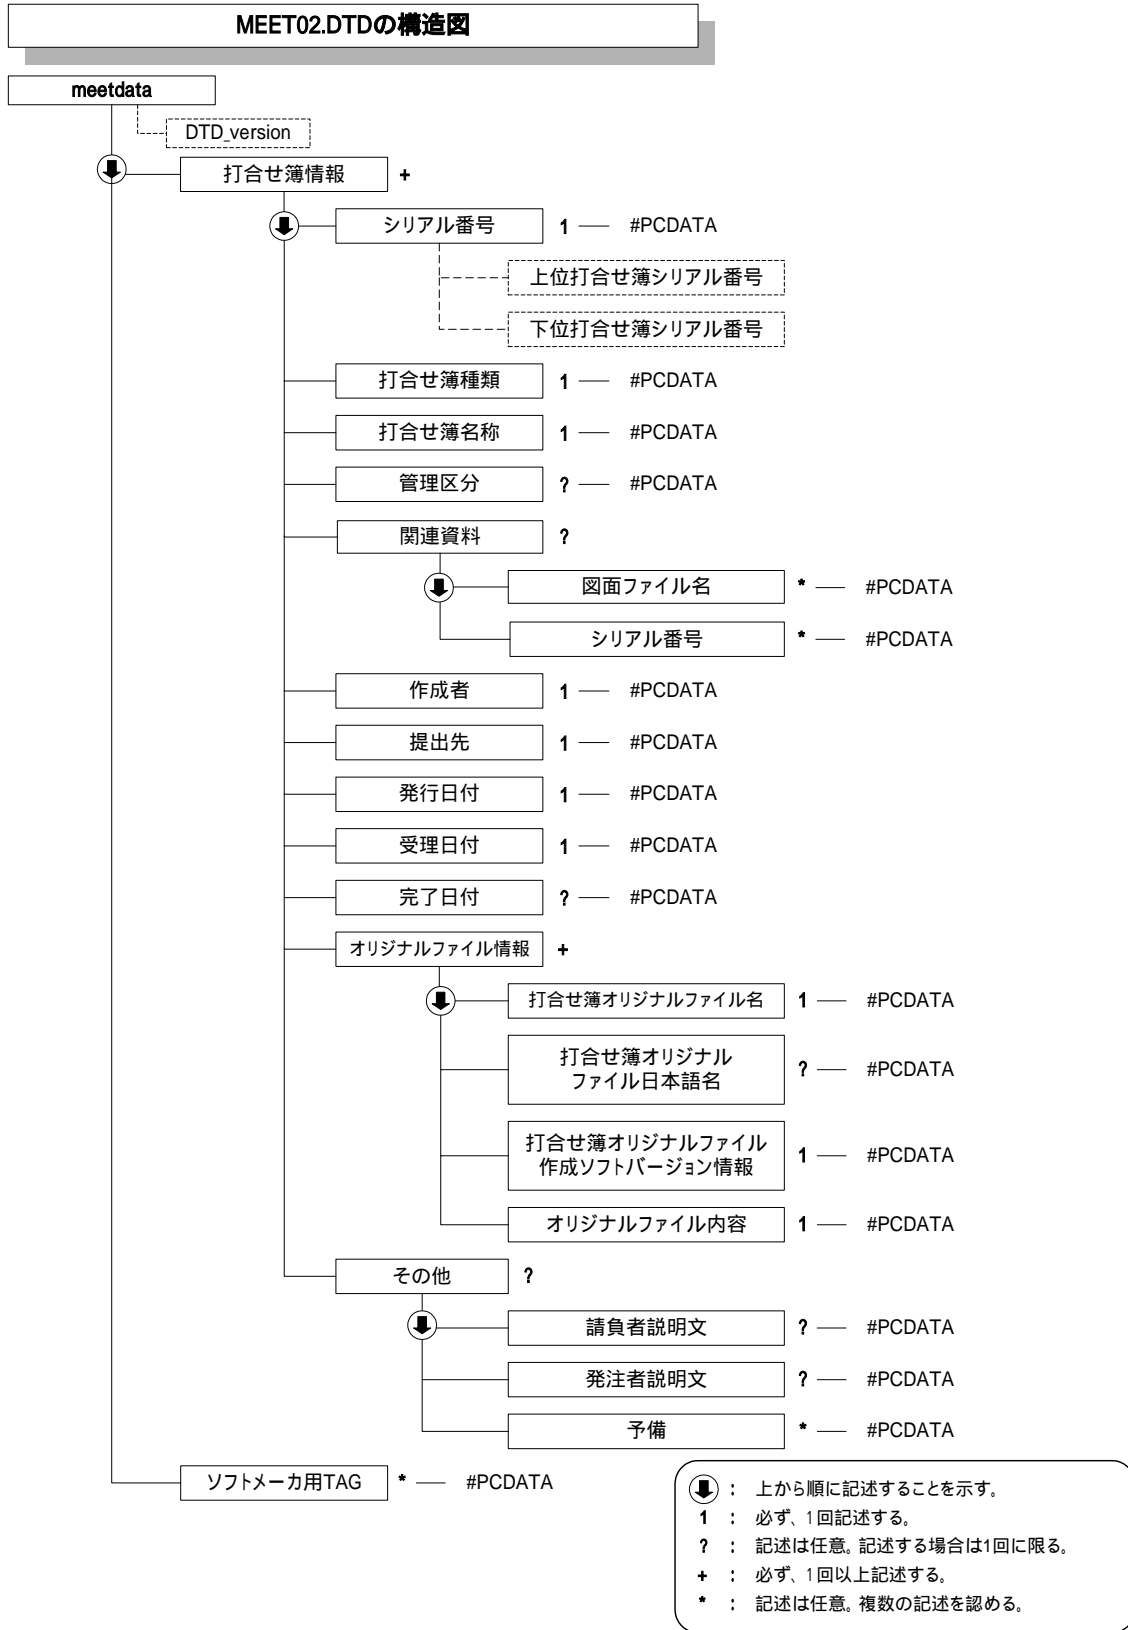 MEET02.DTDの構造図
meetdata
DTD_version
打合せ簿情報 +
シリアル番号 1 #PCDATA
上位打合せ簿シリアル番号
下位打合せ簿シリアル番号
打合せ簿種類 1 #PCDATA
打合せ簿名称 1 #PCDATA
管理区分 ? #PCDATA
関連資料 ?
図面ファイル名 * #PCDATA
シリアル番号 * #PCDATA
作成者 1 #PCDATA
提出先 1 #PCDATA
発行日付 1 #PCDATA
受理日付 1 #PCDATA
完了日付 ? #PCDATA
オリジナルファイル情報 +
打合せ簿オリジナルファイル名 1 #PCDATA
打合せ簿オリジナル
ファイル日本語名 ? #PCDATA
打合せ簿オリジナルファイル
作成ソフトバージョン情報 1 #PCDATA
オリジナルファイル内容 1 #PCDATA
その他 ?
請負者説明文 ? #PCDATA
発注者説明文 ? #PCDATA
予備 * #PCDATA
ソフトメーカ用TAG * #PCDATA
: 上から順に記述することを示す。
1 : 必ず、1回記述する。
? : 記述は任意。記述する場合は1回に限る。
+ : 必ず、1回以上記述する。
* : 記述は任意。複数の記述を認める。